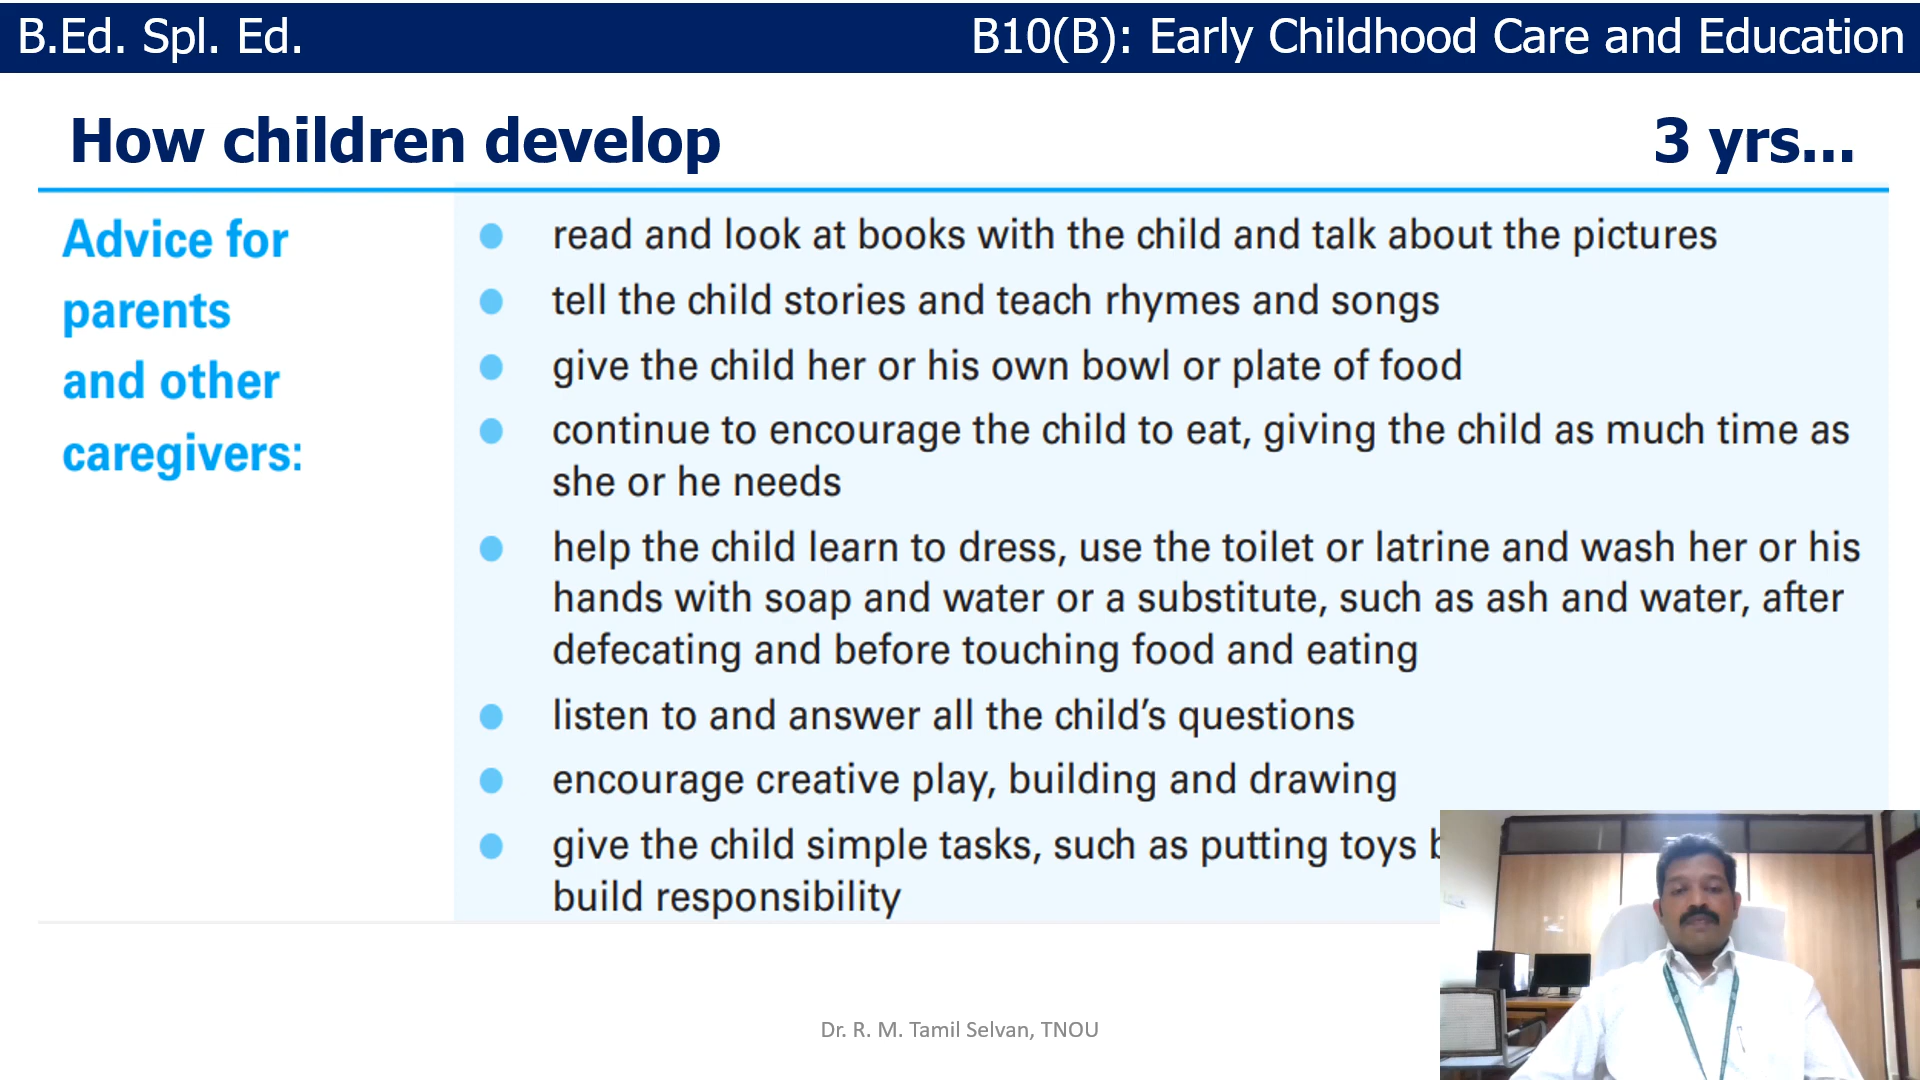 B.Ed. Spl. Ed.
B10(B): Early Childhood Care and Education
How children develop
3 yrs...
Advice for
parents
and other
caregivers:
read and look at books with the child and talk about the pictures
tell the child stories and teach rhymes and songs
give the child her or his own bowl or plate of food
continue to encourage the child to eat, giving the child as much time as
she or he needs
help the child learn to dress, use the toilet or latrine and wash her or his
hands with soap and water or a substitute, such as ash and water, after
defecating and before touching food and eating
listen to and answer all the child’s questions
encourage creative play, building and drawing
give the child simple tasks, such as putting toys
build responsibility
Dr. R. M. Tamil Selvan, TNOU